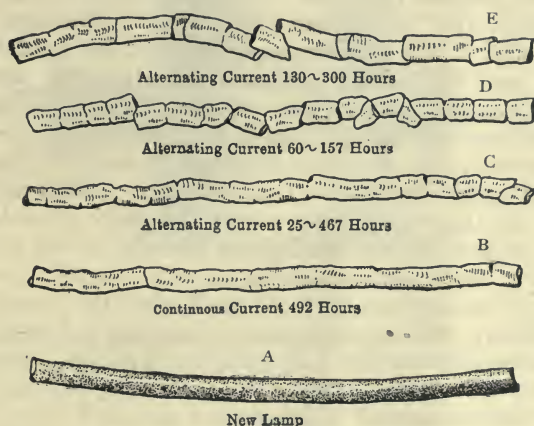 E
Alternating Current 130~300 Hours
D
Alternating Current 60~157 Hours
C
Alternating Current 25~467 Hours
B
Continuous Current 492 Hours
A
New Lamp